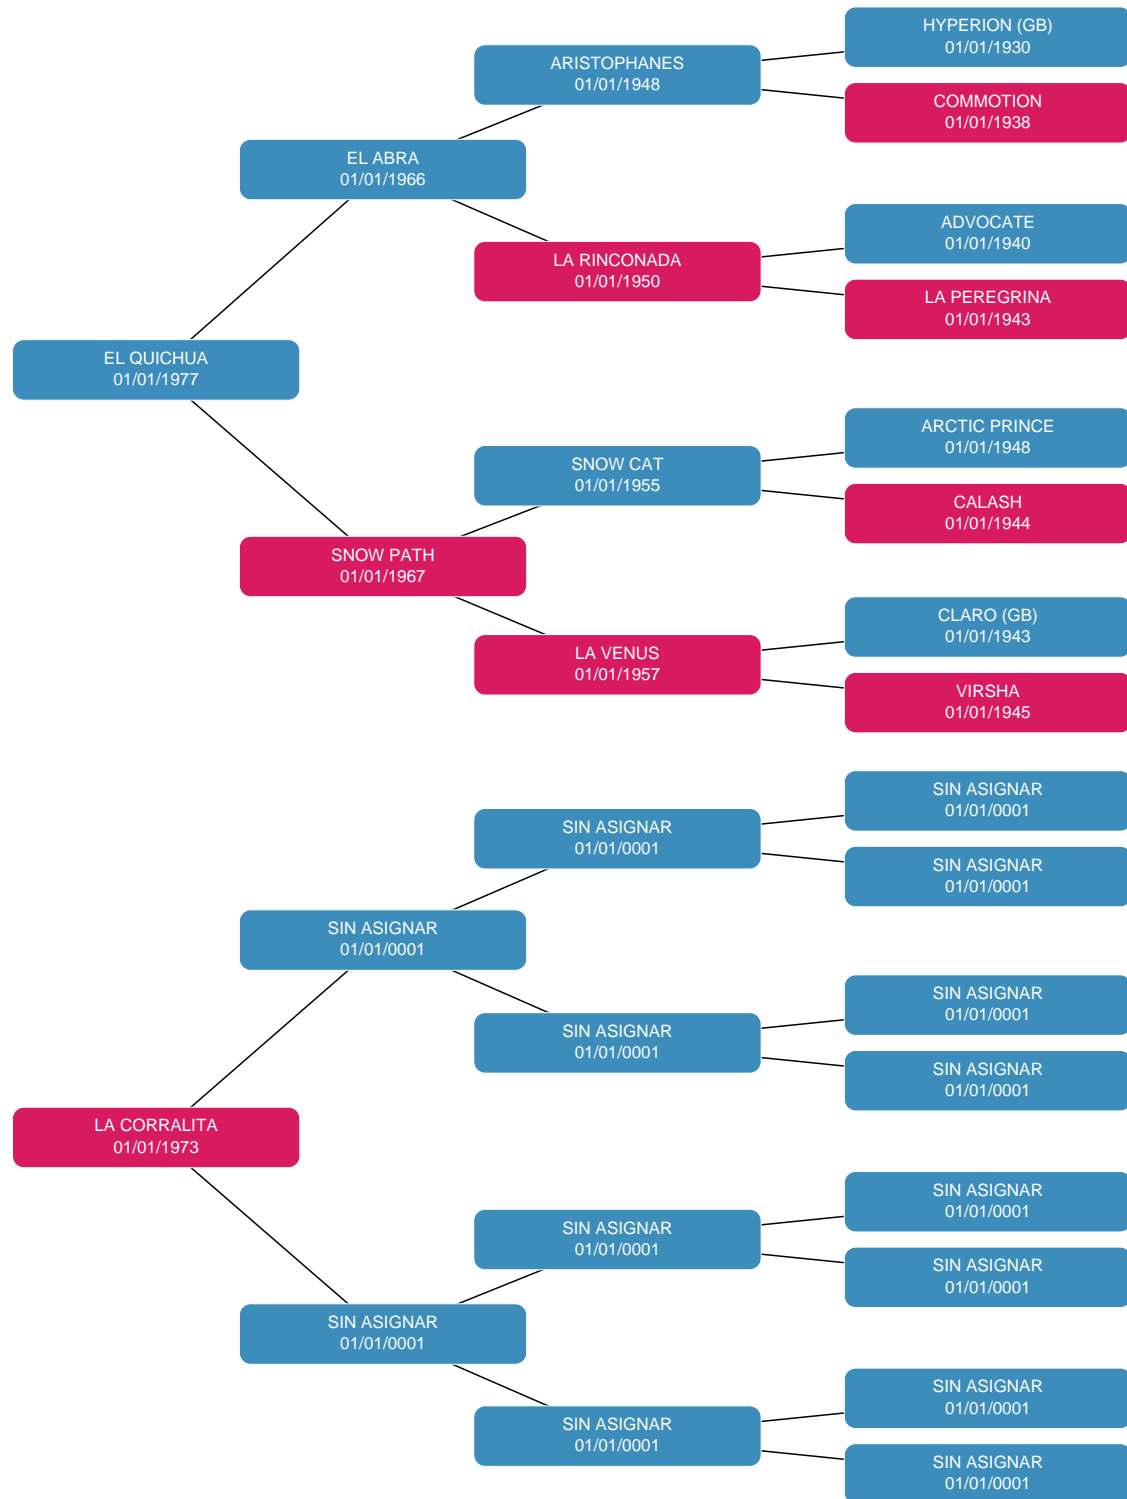 HYPERION (GB)
01/01/1930
ARISTOPHANES
01/01/1948
COMMOTION
01/01/1938
EL ABRA
01/01/1966
ADVOCATE
01/01/1940
LA RINCONADA
01/01/1950
LA PEREGRINA
01/01/1943
EL QUICHUA
01/01/1977
ARCTIC PRINCE
01/01/1948
SNOW CAT
01/01/1955
CALASH
01/01/1944
SNOW PATH
01/01/1967
CLARO (GB)
01/01/1943
LA VENUS
01/01/1957
VIRSHA
01/01/1945
SIN ASIGNAR
01/01/0001
SIN ASIGNAR
01/01/0001
SIN ASIGNAR
01/01/0001
SIN ASIGNAR
01/01/0001
SIN ASIGNAR
01/01/0001
SIN ASIGNAR
01/01/0001
SIN ASIGNAR
01/01/0001
LA CORRALITA
01/01/1973
SIN ASIGNAR
01/01/0001
SIN ASIGNAR
01/01/0001
SIN ASIGNAR
01/01/0001
SIN ASIGNAR
01/01/0001
SIN ASIGNAR
01/01/0001
SIN ASIGNAR
01/01/0001
SIN ASIGNAR
01/01/0001